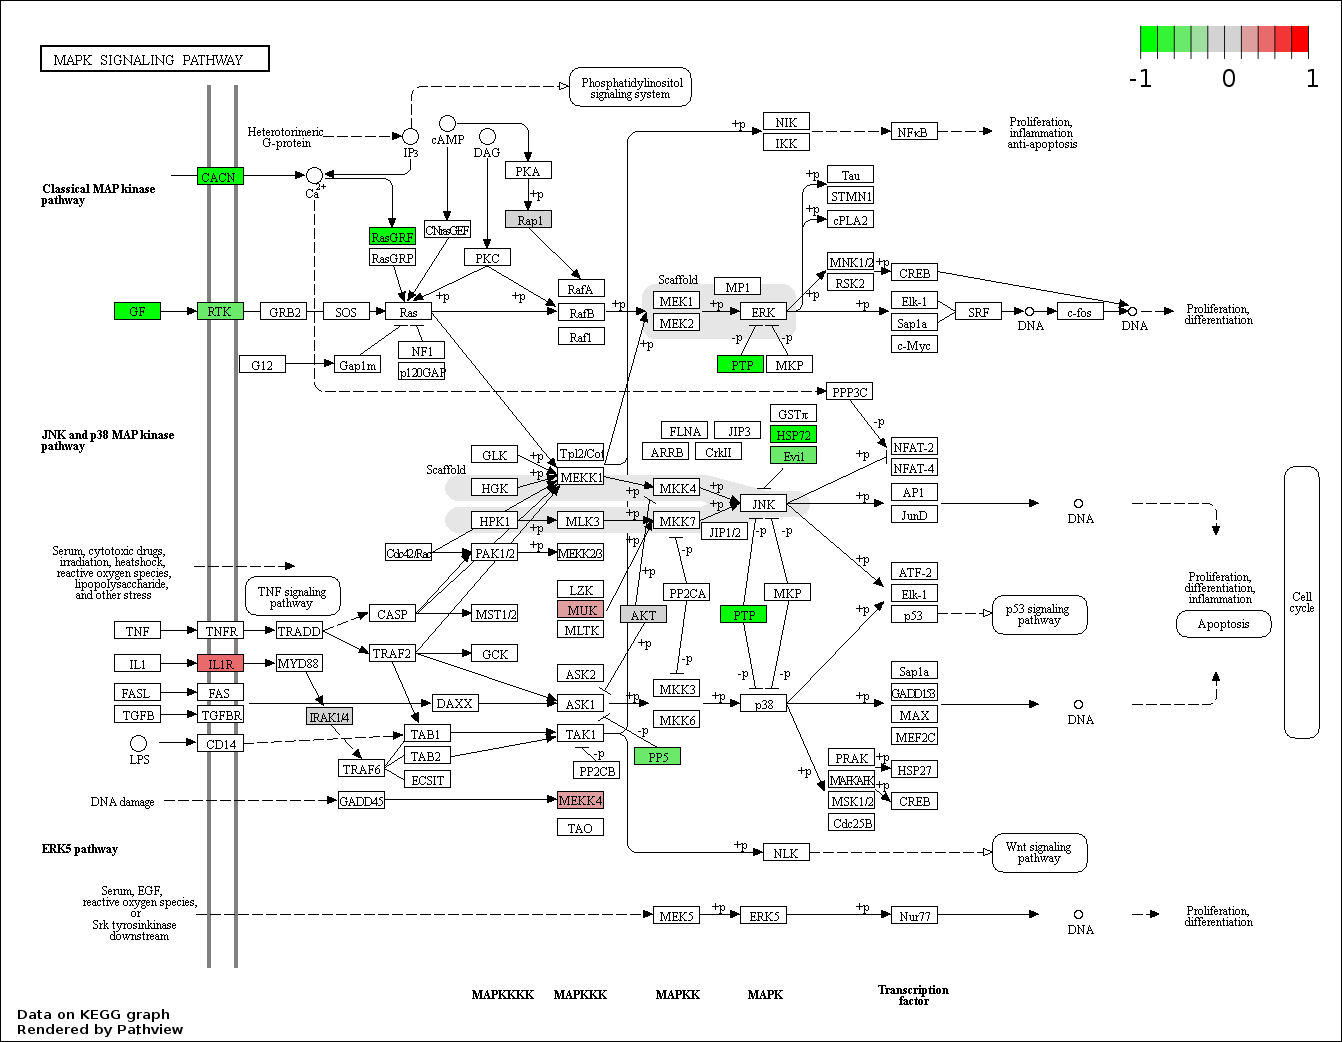 -1 0 1
MAPK SIGNALING PATHWAY
Phosphatidylinositol
signaling system
Heterotorimeric
G-protein
IP3
cAMP
DAG
PKA
+p
NIK
IKK
+p
NFκB
Proliferation,
inflammation
anti-apoptosis
Classical MAP kinase
pathway
CACN
Ca2+
Rap1
RasGRF
RasGRP
CNrasGEF
PKC
+p
+p
Tau
STMN1
cPLA2
+p
+p
Scaffold
MP1
MNK1/2
RSK2
+p
+p
CREB
GF
RTK
GRB2
SOS
Ras
RafA
RafB
Raf1
+p
MEK1
MEK2
+p
ERK
+p
Elk-1
Sap1a
c-Myc
SRF
DNA
c-fos
DNA
Proliferation,
differentiation
G12
Gap1m
NF1
p120GAP
+p
-p
-p
PTP
MKP
PPP3C
-p
JNK and p38 MAP kinase
pathway
Scaffold
GLK
HGK
HPK1
+p
+p
+p
Tpl2/Cot
MEKK1
MLK3
FLNA
JIP3
ARRB
CrkII
GSTπ
HSP72
Evi1
+p
+p
+p
MKK4
MKK7
+p
+p
JNK
JIP1/2
+p
NFAT-2
NFAT-4
+p
AP1
JunD
DNA
Cdc42/Rac
PAK1/2
+p
MEKK2/3
-p
-p
-p
+p
+p
Serum, cytotoxic drugs,
irradiation, heatshock,
reactive oxygen species,
lipopolysaccharide,
and other stress
TNF signaling
pathway
LZK
MUK
MLTK
AKT
PP2CA
PTP
MKP
ATF-2
Elk-1
p53
+p
p53 signaling
pathway
Proliferation,
differentiation,
inflammation
Apoptosis
Cell
cycle
CASP
MST1/2
TNF
TNFR
TRADD
TRAF2
GCK
+p
-p
IL1
IL1R
MYD88
ASK2
-p
-p
FASL
FAS
TGFB
TGFBR
IRAK1/4
DAXX
ASK1
+p
MKK3
MKK6
+p
p38
+p
Sap1a
GADD153
MAX
MEF2C
DNA
LPS
CD14
TAB1
TAB2
ECSIT
TRAF6
TAK1
-p
PP2CB
-p
PP5
+p
PRAK
MAPKAPK
MSK1/2
Cdc25B
+p
+p
HSP27
CREB
DNA damage
GADD45
MEKK4
TAO
ERK5 pathway
+p
NLK
Wnt signaling
pathway
Serum, EGF,
reactive oxygen species,
or
Srk tyrosinkinase
downstream
MEK5
+p
ERK5
+p
Nur77
DNA
Proliferation,
differentiation
MAPKKKK
MAPKKK
MAPKK
MAPK
Transcription
factor
Data on KEGG graph
Rendered by Pathview